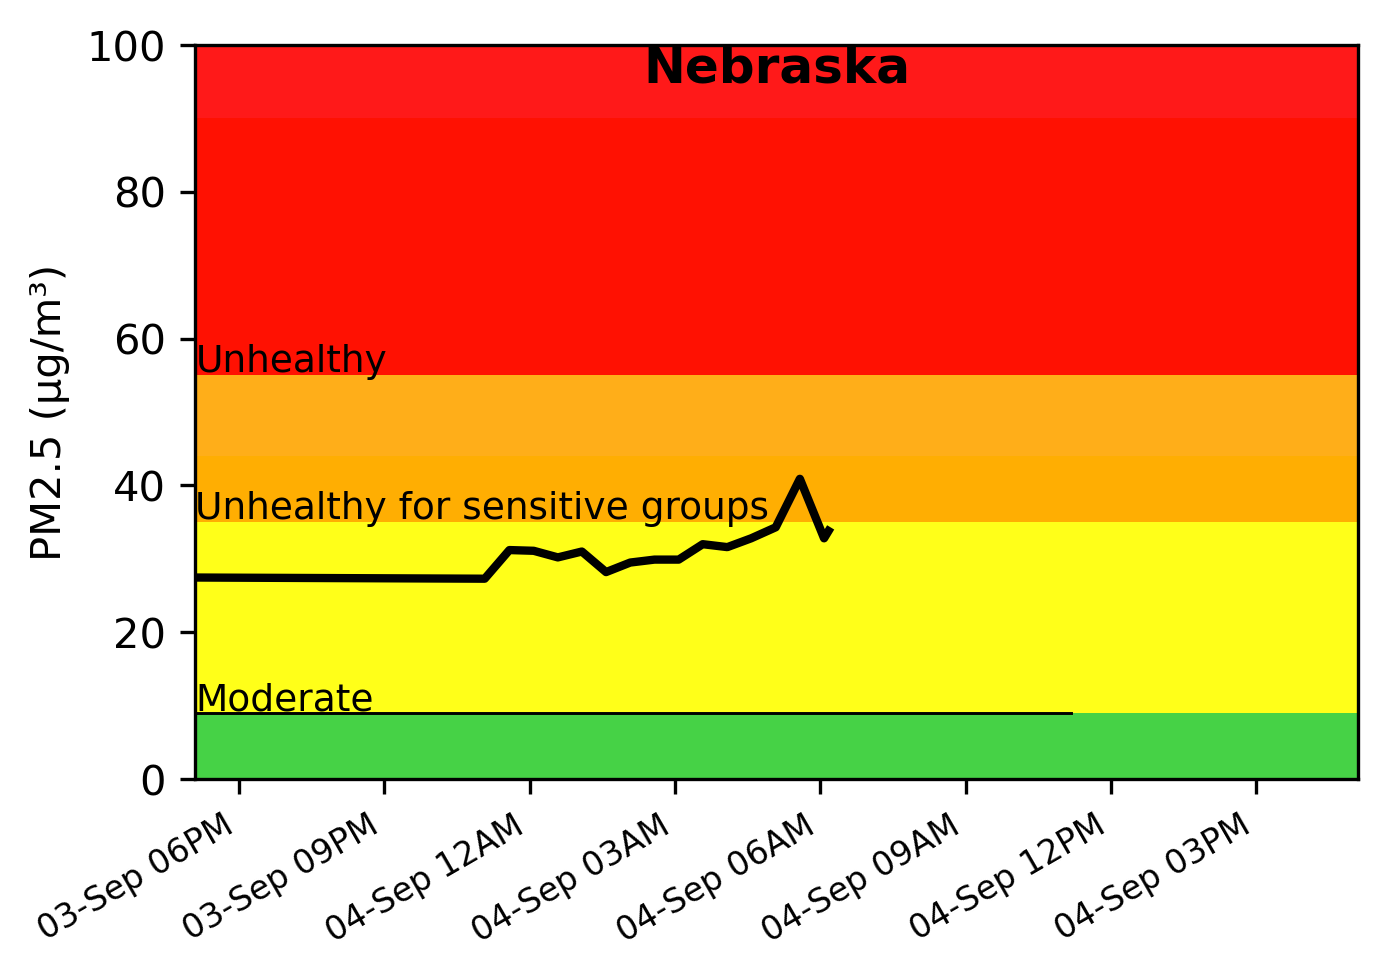 Nebraska
PM2.5 (µg/m³)
100
80
60
40
20
0
Unhealthy
Unhealthy for sensitive groups
Moderate
03-Sep 06PM
03-Sep 09PM
04-Sep 12AM
04-Sep 03AM
04-Sep 06AM
04-Sep 09AM
04-Sep 12PM
04-Sep 03PM